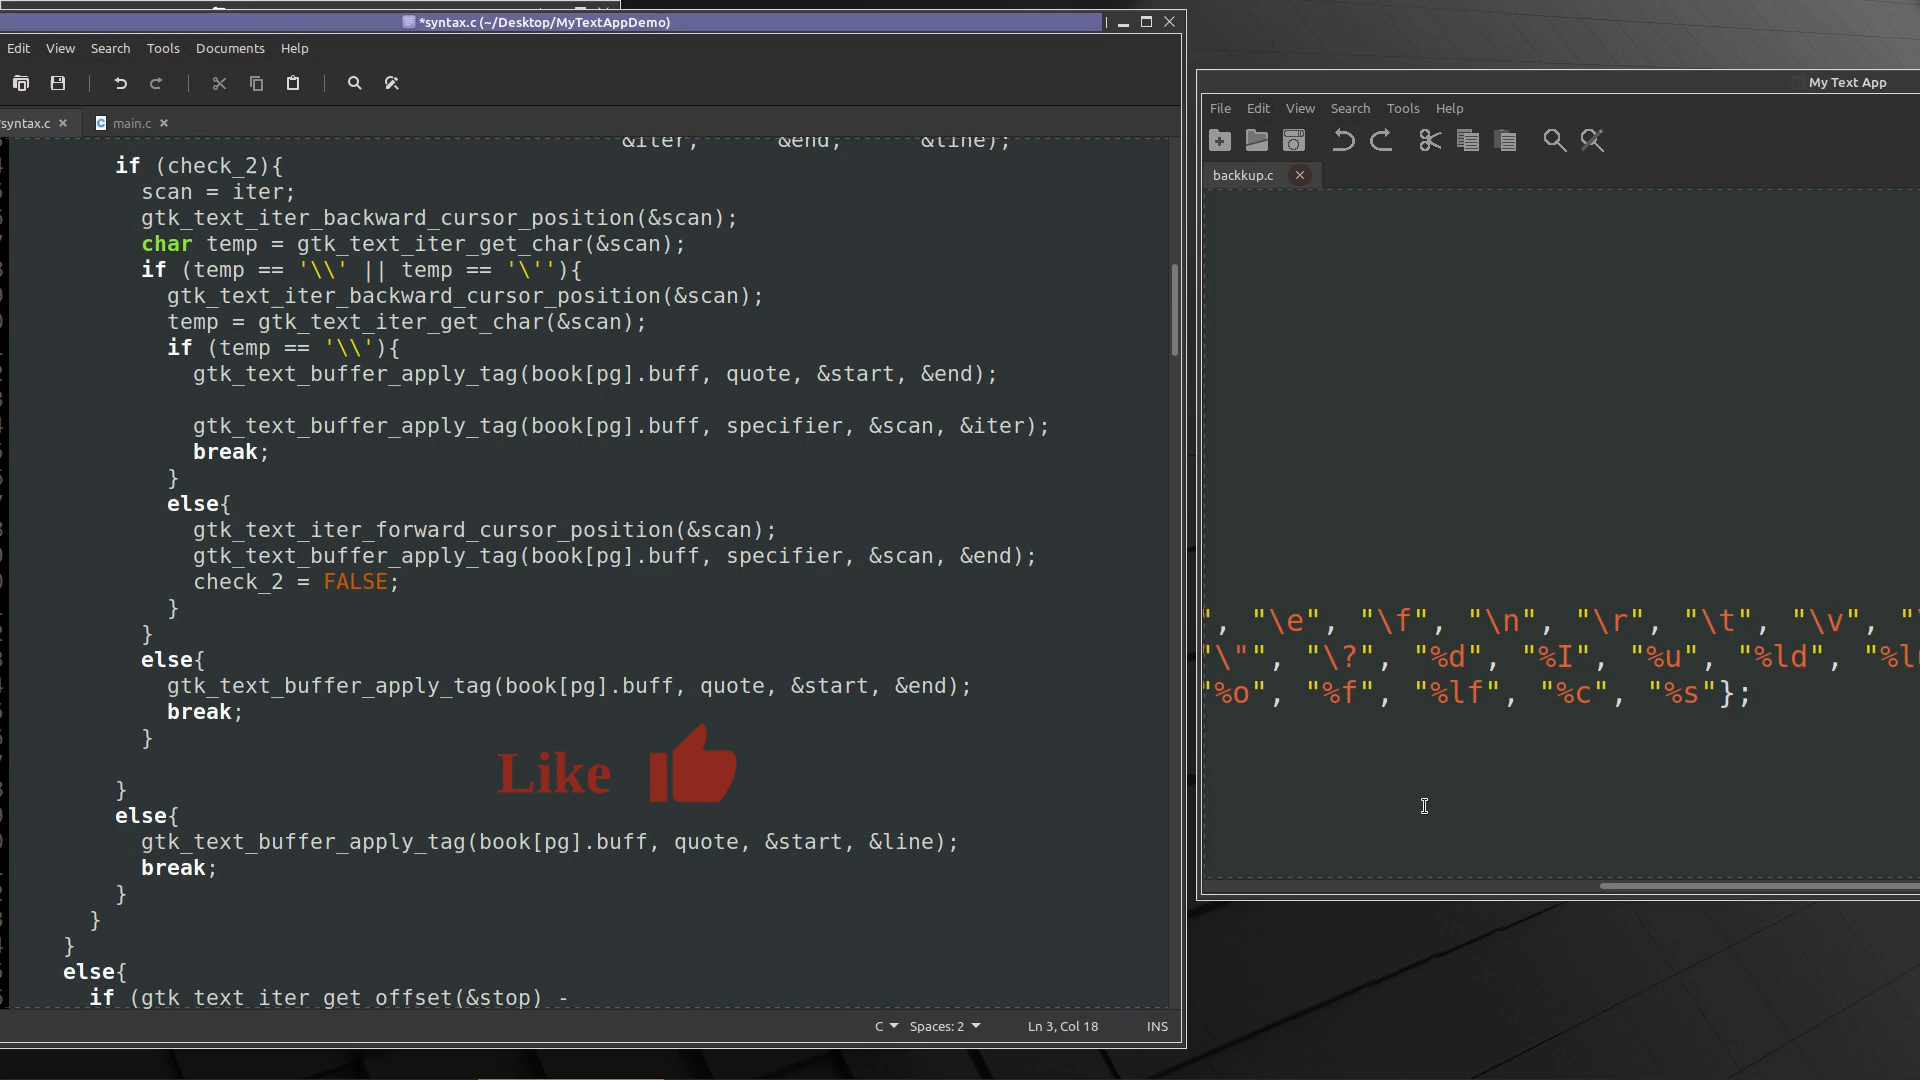 *syntax.c (~/Desktop/MyTextAppDemo)
Edit View Search Tools Documents Help
syntax.c main.c
&iter, &end, &line);
if (check_2){
scan = iter;
gtk_text_iter_backward_cursor_position(&scan);
char temp = gtk_text_iter_get_char(&scan);
if (temp == '\\' || temp == '\''){
gtk_text_iter_backward_cursor_position(&scan);
temp = gtk_text_iter_get_char(&scan);
if (temp == '\\'){
gtk_text_buffer_apply_tag(book[pg].buff, quote, &start, &end);
gtk_text_buffer_apply_tag(book[pg].buff, specifier, &scan, &iter);
break;
}
else{
gtk_text_iter_forward_cursor_position(&scan);
gtk_text_buffer_apply_tag(book[pg].buff, specifier, &scan, &end);
check_2 = FALSE;
}
}
else{
gtk_text_buffer_apply_tag(book[pg].buff, quote, &start, &end);
break;
}
Like
}
else{
gtk_text_buffer_apply_tag(book[pg].buff, quote, &start, &line);
break;
}
}
}
else{
if (gtk_text_iter_get_offset(&stop) -
C Spaces: 2 Ln 3, Col 18 INS
My Text App
File Edit View Search Tools Help
backkup.c
", "\e", "\f", "\n", "\r", "\t", "\v", "
"\"", "\?", "%d", "%I", "%u", "%ld", "%l
"%o", "%f", "%lf", "%c", "%s"};